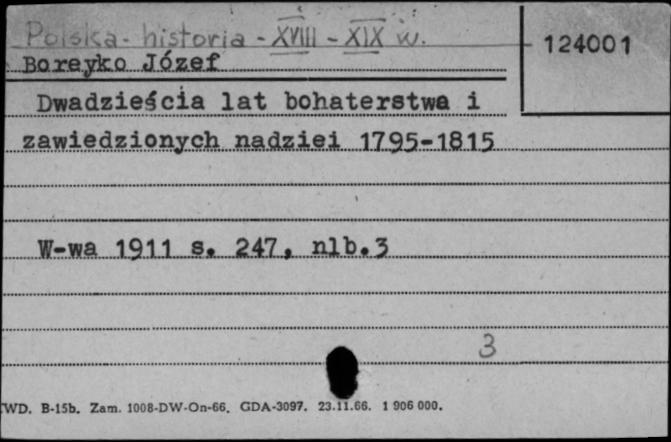 Polska - historia - XVIII - XIX w.
124001
Boreyko Józef
Dwadzieścia lat bohaterstwa i
zawiedzionych nadziei 1795-1815
W-wa 1911 s. 247, nlb.3
3
WD. B-15b. Zam. 1008-DW-On-66. GDA-3097. 23.11.66. 1 906 000.